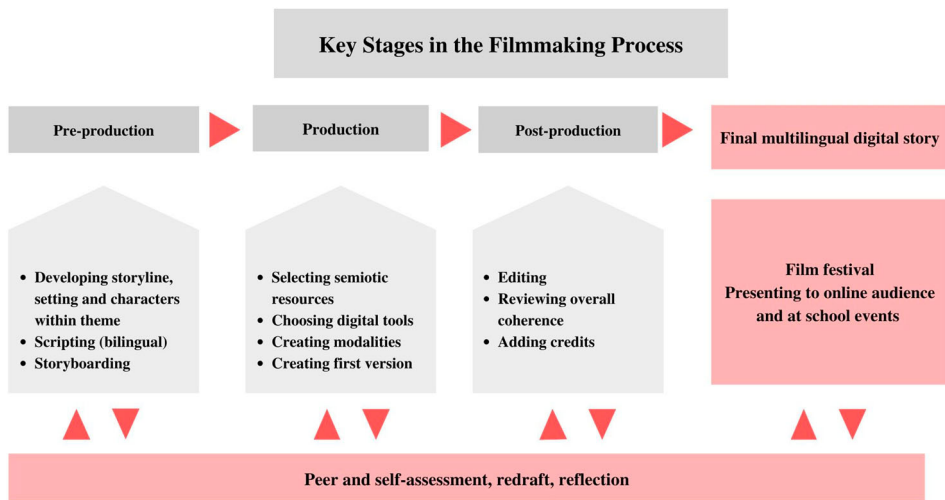 Key Stages in the Filmmaking Process
Pre-production
Production
Post-production
Final multilingual digital story
• Developing storyline,
setting and characters
within theme
• Scripting (bilingual)
• Storyboarding
• Selecting semiotic
resources
• Choosing digital tools
• Creating modalities
• Creating first version
• Editing
• Reviewing overall
coherence
• Adding credits
Film festival
Presenting to online audience
and at school events
Peer and self-assessment, redraft, reflection